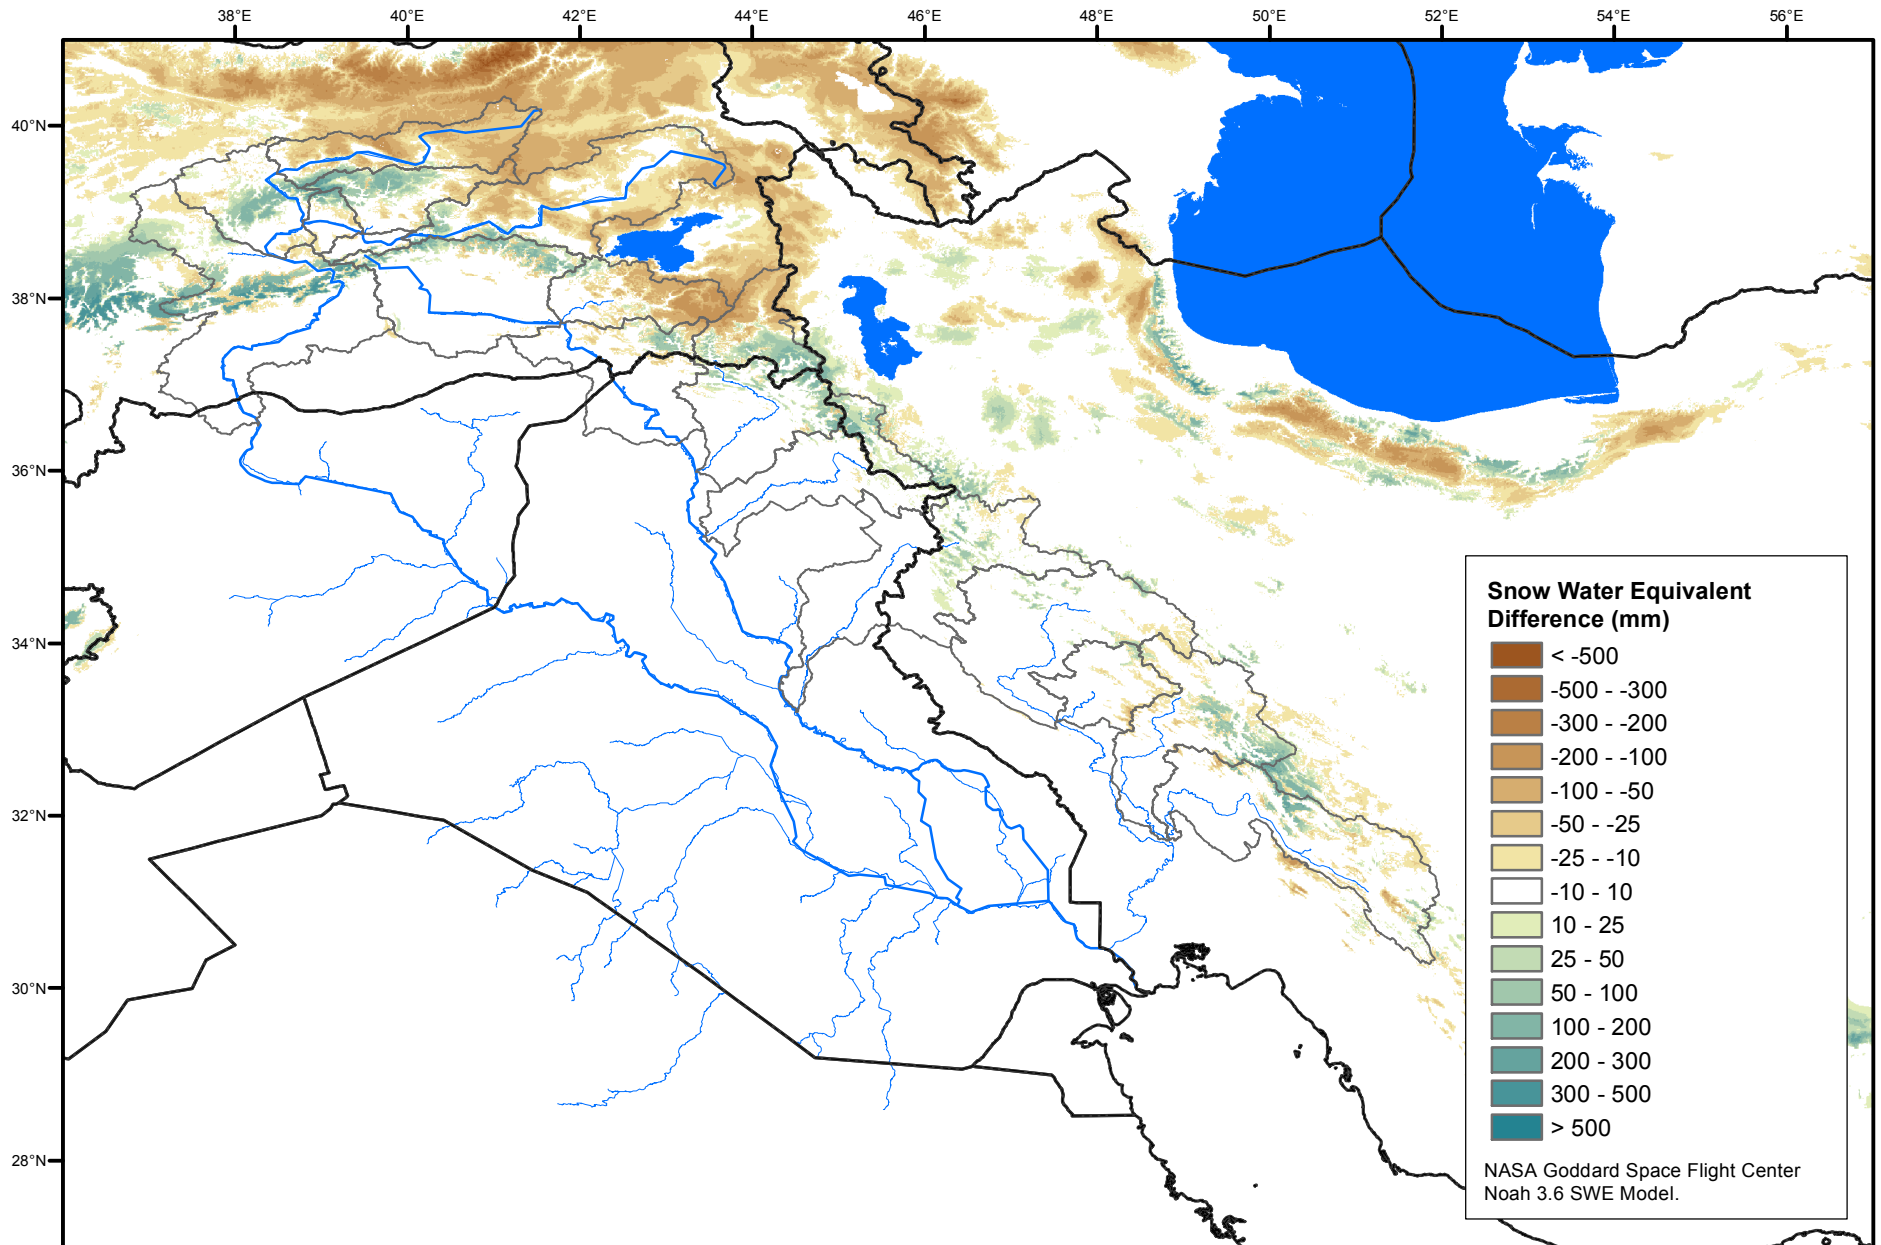 38°E 40°E 42°E 44°E 46°E 48°E 50°E 52°E 54°E 56°E
40°N
38°N
36°N
34°N
32°N
30°N
28°N
Snow Water Equivalent
Difference (mm)
< -500
-500 - -300
-300 - -200
-200 - -100
-100 - -50
-50 - -25
-25 - -10
-10 - 10
10 - 25
25 - 50
50 - 100
100 - 200
200 - 300
300 - 500
> 500
NASA Goddard Space Flight Center
Noah 3.6 SWE Model.